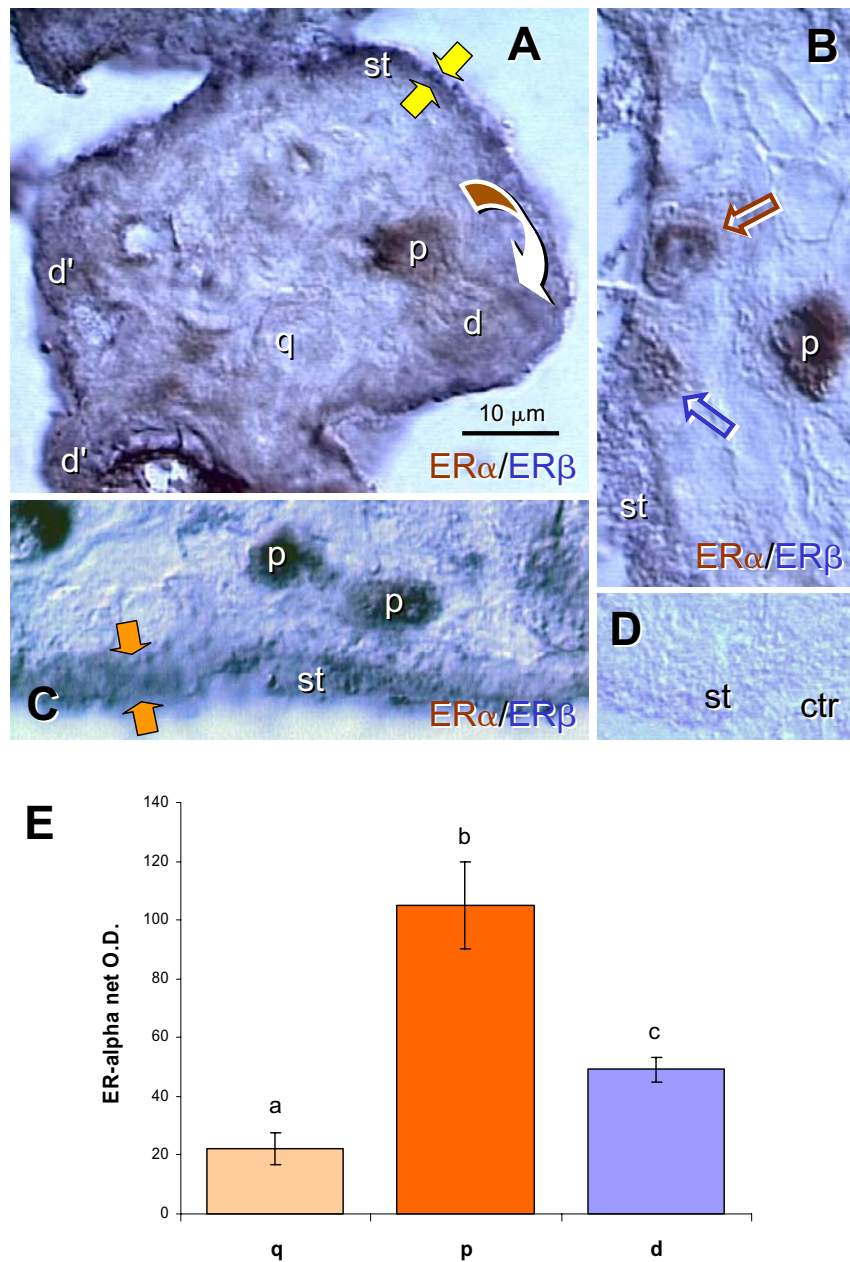 A
st
p
d'
d
q
10 μm
d'
ERα/ERβ
B
p
st
ERα/ERβ
p
p
st
C
ERα/ERβ
D
st
ctr
E
140
120
100
80
60
40
20
0
ER-alpha net O.D.
a
b
c
q p d